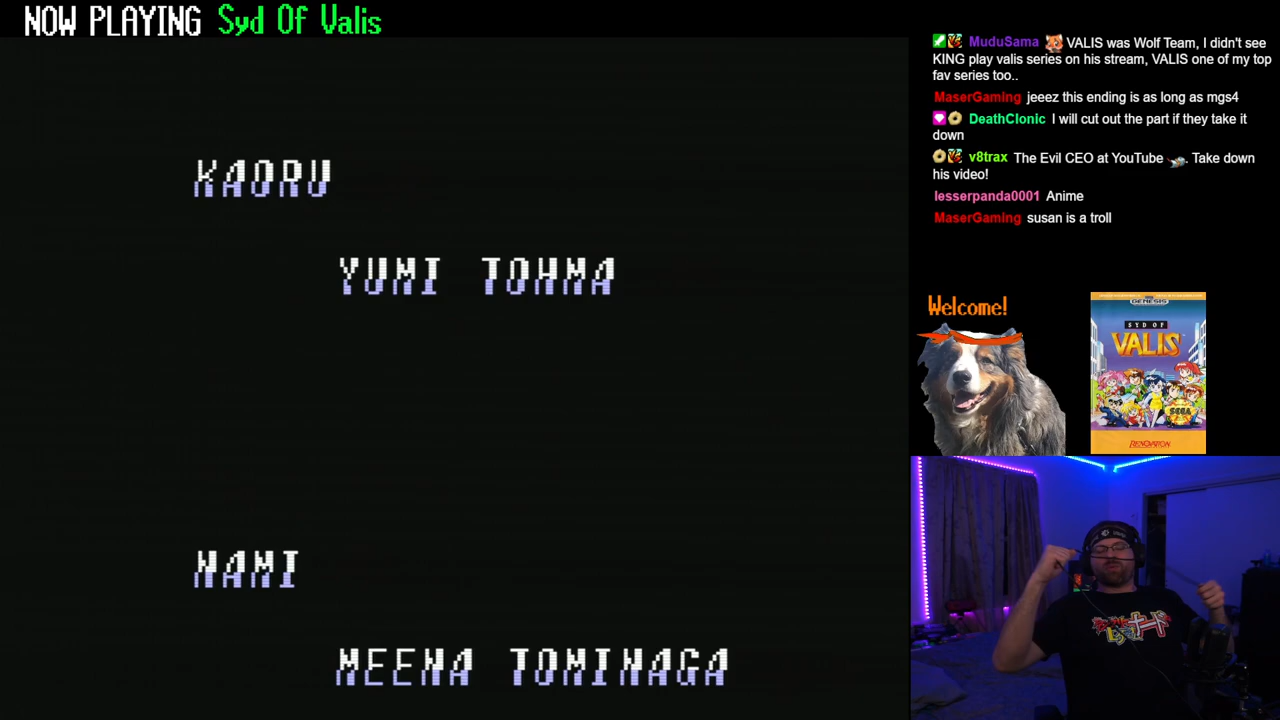 NOW PLAYING Syd Of Valis
KAORU
YUMI TOHMA
NAMI
MEENA TOMINAGA
MuduSama VALIS was Wolf Team, I didn't see
KING play valis series on his stream, VALIS one of my top
fav series too..
MaserGaming jeeez this ending is as long as mgs4
DeathClonic I will cut out the part if they take it
down
v8trax The Evil CEO at YouTube . Take down
his video!
lesserpanda0001 Anime
MaserGaming susan is a troll
Welcome!
GENESIS
SYD OF
VALIS
SEGA
RENOVATION